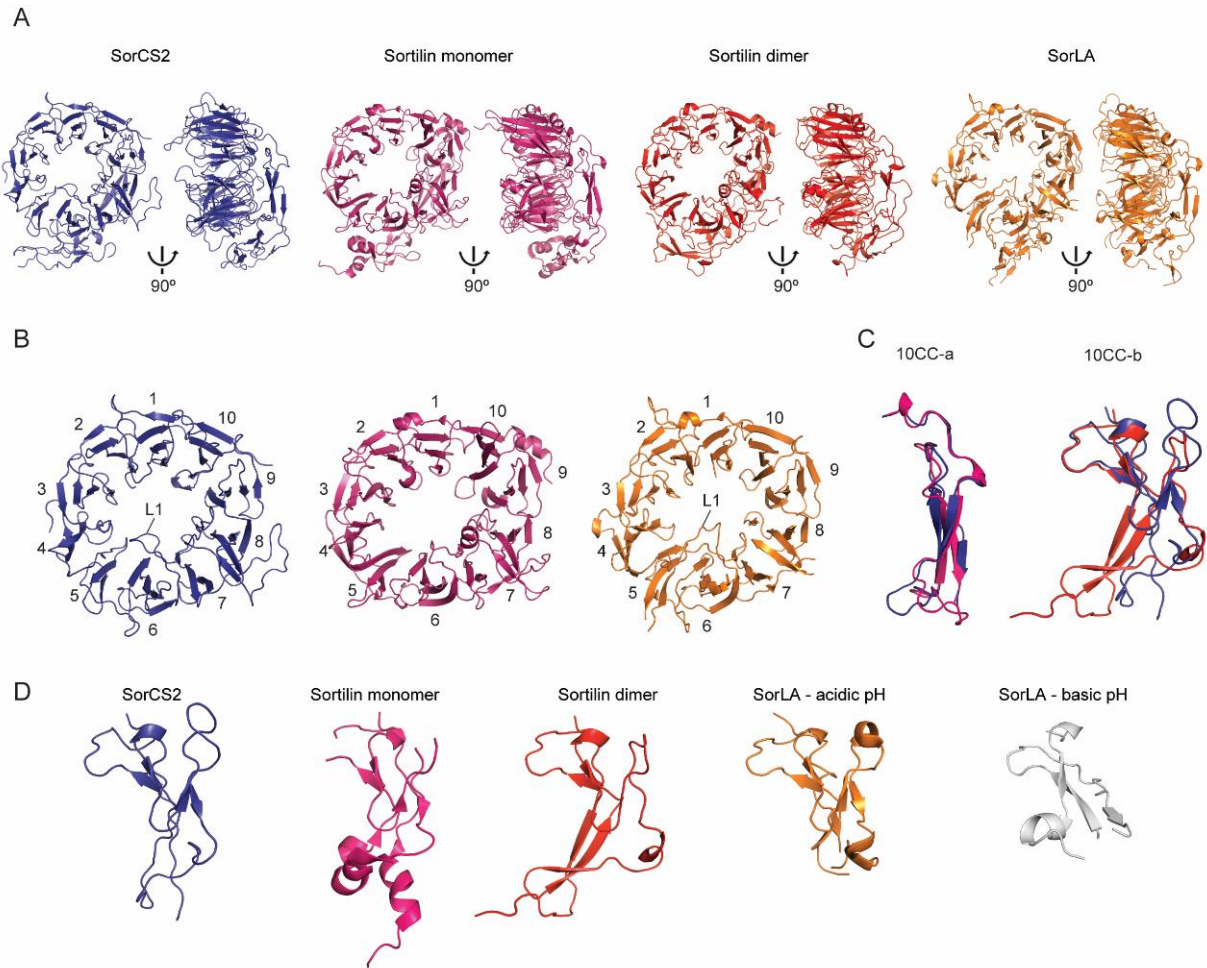 A
SorCS2
Sortilin monomer
Sortilin dimer
SorLA
90º
90º
90º
90º
B
1
2
3
4
5
6
7
8
9
10
L1
1
2
3
4
5
6
7
8
9
10
1
2
3
4
5
6
7
8
9
10
L1
C
10CC-a
10CC-b
D
SorCS2
Sortilin monomer
Sortilin dimer
SorLA - acidic pH
SorLA - basic pH